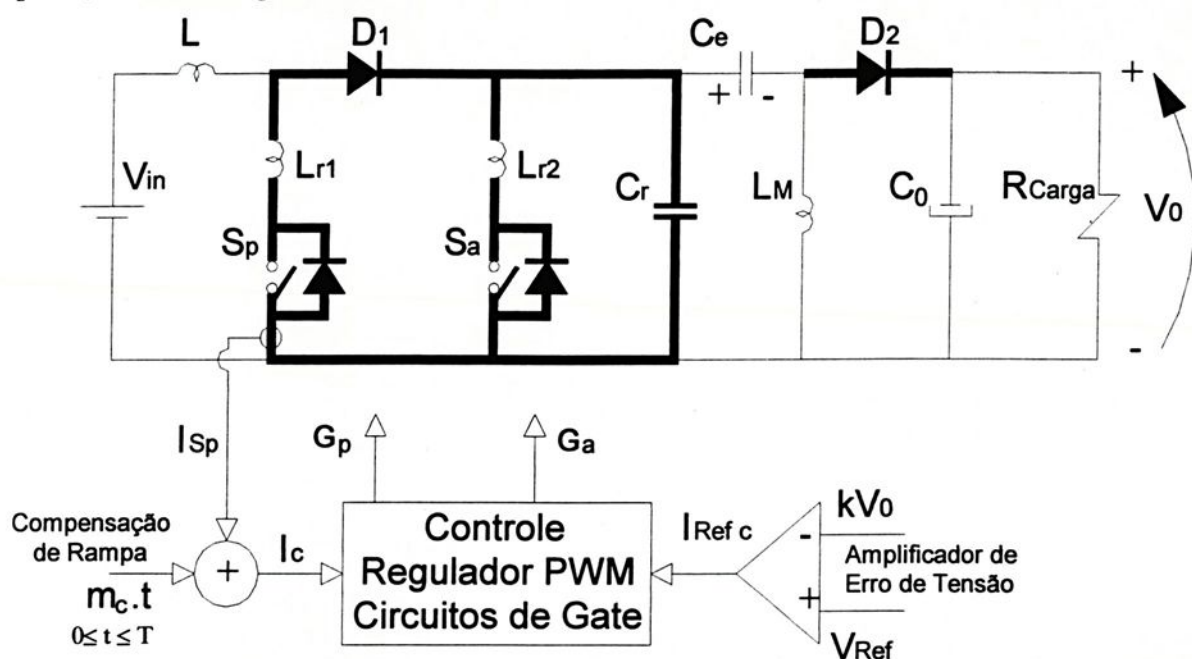 L
D1
Ce
D2
+
-
+
Vin
Lr1
Lr2
Cr
LM
C0
RCarga
V0
Sp
Sa
-
ISp
Gp
Ga
Compensação
de Rampa
mc.t
0≤ t ≤ T
+
Ic
Controle
Regulador PWM
Circuitos de Gate
IRef c
kV0
-
Amplificador de
Erro de Tensão
+
VRef